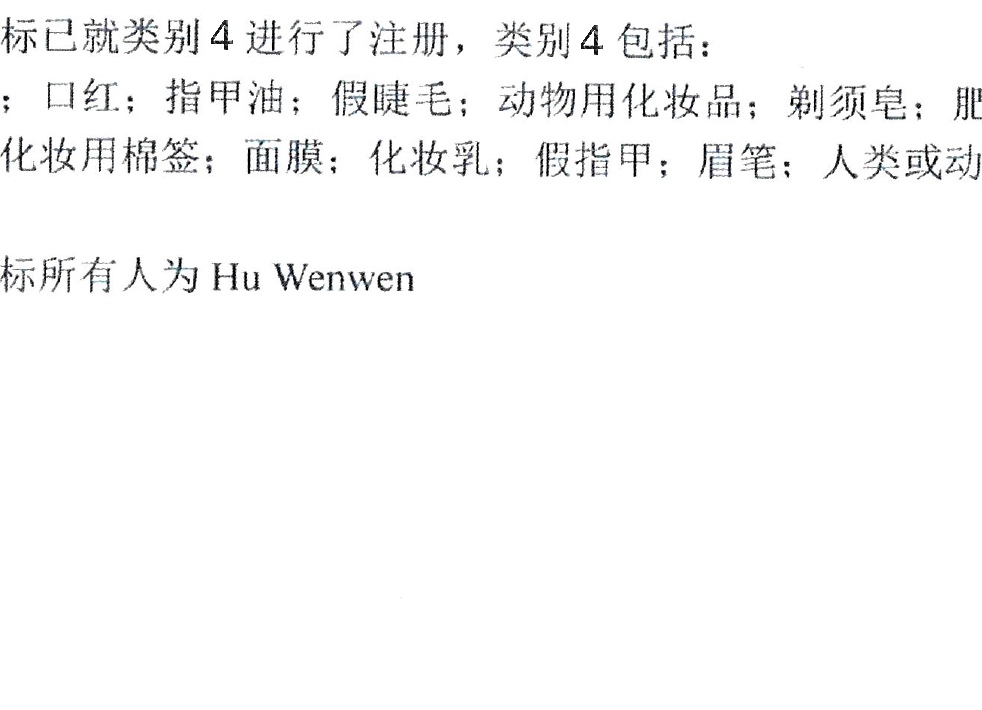 标已就类别 4 进行了注册，类别 4 包括：
；口红；指甲油；假睫毛；动物用化妆品；剃须皂；肥
化妆用棉签；面膜；化妆乳；假指甲；眉笔；人类或动
标所有人为 Hu Wenwen